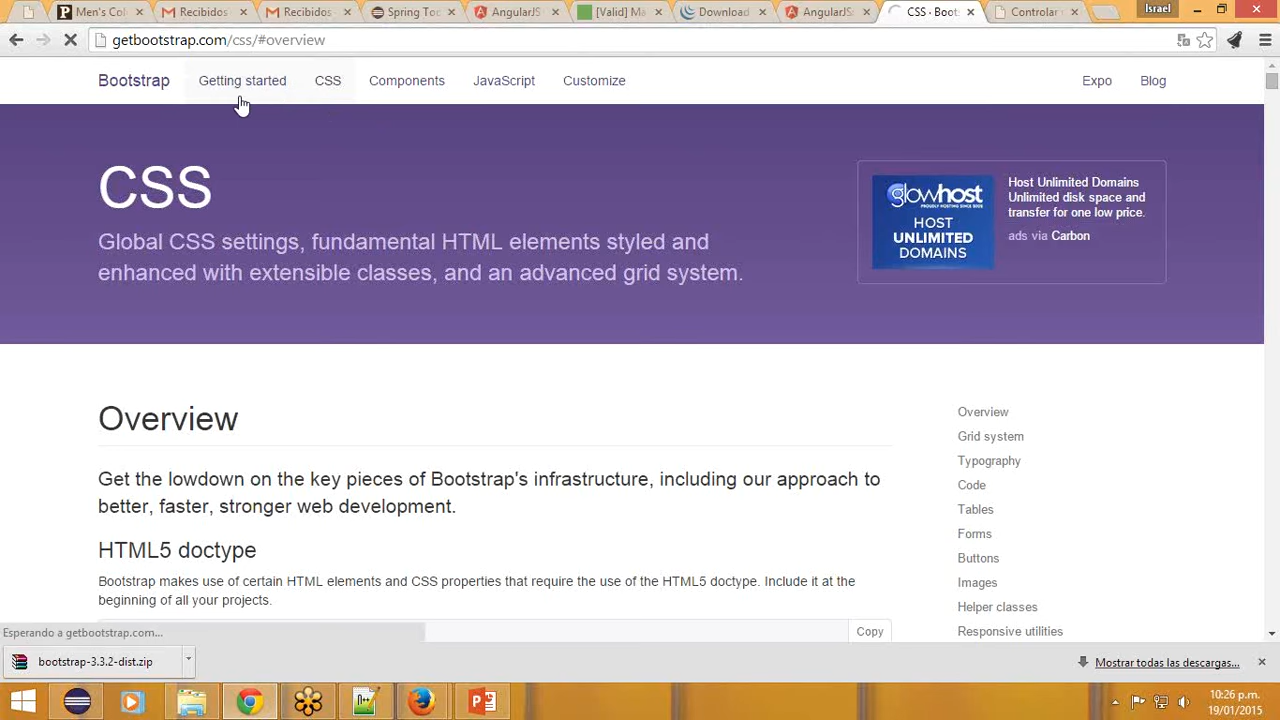 Men's Col
Recibidos
Recibidos
Spring Too
AngularJS
[Valid] Ma
Download
AngularJS
CSS · Boot
Controlar
Israel
getbootstrap.com/css/#overview
Bootstrap Getting started CSS Components JavaScript Customize Expo Blog
CSS
Global CSS settings, fundamental HTML elements styled and
enhanced with extensible classes, and an advanced grid system.
glowhost
PROUDLY HOSTING SINCE 2002
HOST
UNLIMITED
DOMAINS
Host Unlimited Domains
Unlimited disk space and
transfer for one low price.
ads via Carbon
Overview
Get the lowdown on the key pieces of Bootstrap's infrastructure, including our approach to
better, faster, stronger web development.
HTML5 doctype
Bootstrap makes use of certain HTML elements and CSS properties that require the use of the HTML5 doctype. Include it at the
beginning of all your projects.
Copy
Overview
Grid system
Typography
Code
Tables
Forms
Buttons
Images
Helper classes
Responsive utilities
Esperando a getbootstrap.com...
bootstrap-3.3.2-dist.zip
Mostrar todas las descargas...
10:26 p.m.
19/01/2015